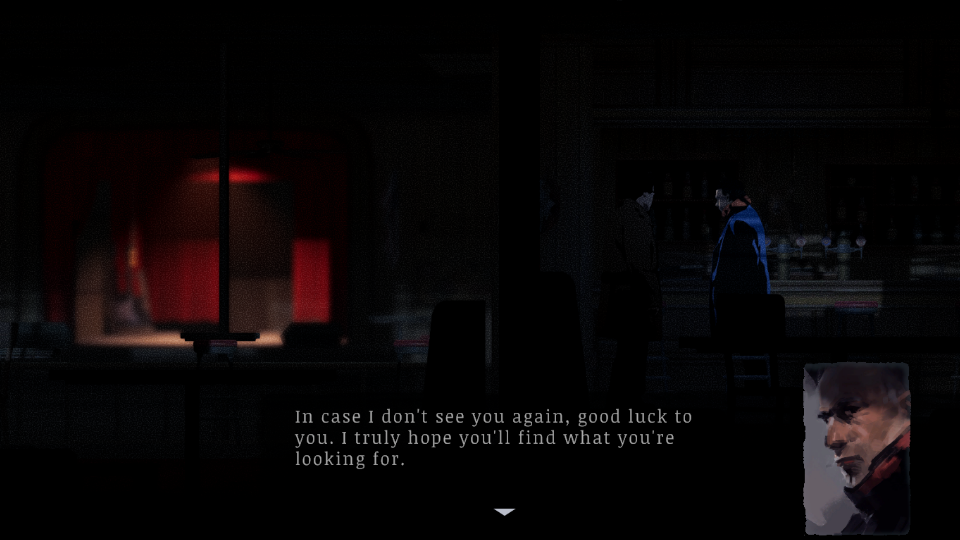 In case I don't see you again, good luck to
you. I truly hope you'll find what you're
looking for.